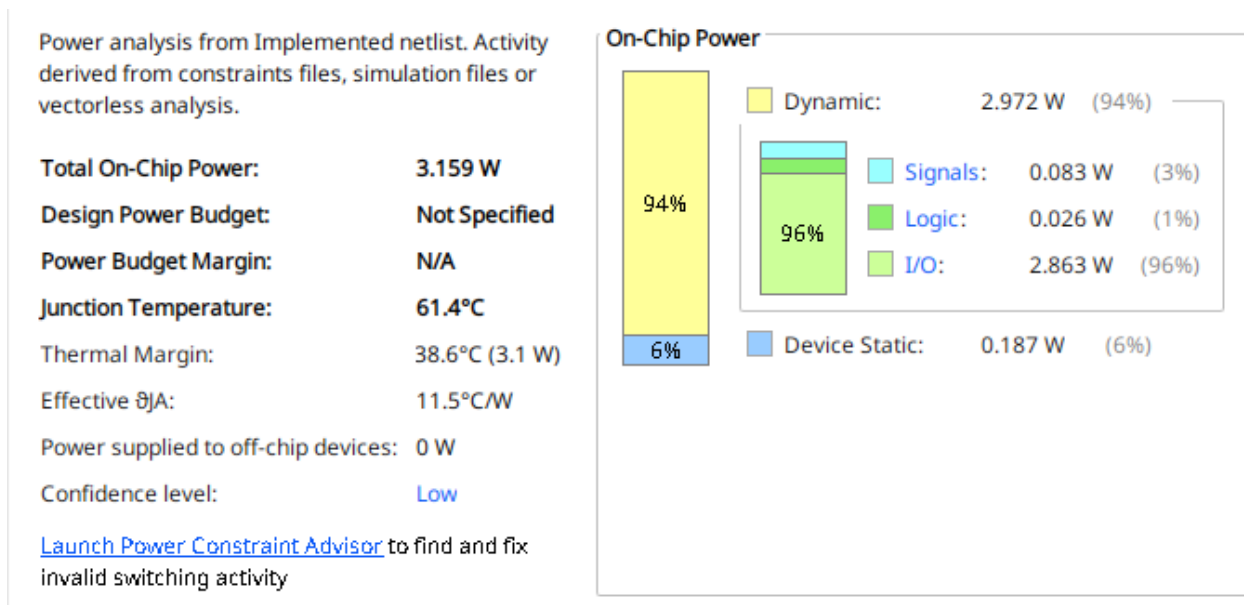 Power analysis from Implemented netlist. Activity
derived from constraints files, simulation files or
vectorless analysis.
Total On-Chip Power: 3.159 W
Design Power Budget: Not Specified
Power Budget Margin: N/A
Junction Temperature: 61.4°C
Thermal Margin: 38.6°C (3.1 W)
Effective ϑJA: 11.5°C/W
Power supplied to off-chip devices: 0 W
Confidence level: Low
Launch Power Constraint Advisor to find and fix
invalid switching activity
On-Chip Power
94%
6%
Dynamic: 2.972 W (94%)
96%
Signals: 0.083 W (3%)
Logic: 0.026 W (1%)
I/O: 2.863 W (96%)
Device Static: 0.187 W (6%)